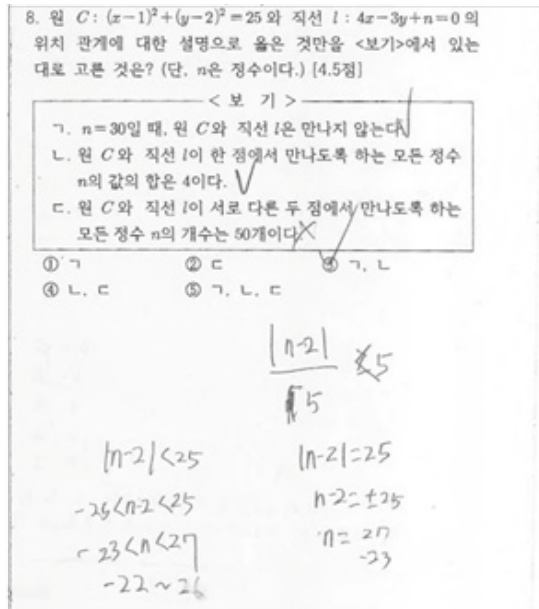 8. 원 C : (x-1)²+(y-2)²=25 와 직선 l : 4x-3y+n=0 의
위치 관계에 대한 설명으로 옳은 것만을 <보기>에서 있는
대로 고른 것은? (단, n은 정수이다.) [4.5점]
<보 기>
ㄱ. n=30일 때, 원 C와 직선 l은 만나지 않는다.
ㄴ. 원 C와 직선 l이 한 점에서 만나도록 하는 모든 정수
n의 값의 합은 4이다.
ㄷ. 원 C와 직선 l이 서로 다른 두 점에서 만나도록 하는
모든 정수 n의 개수는 50개이다.
① ㄱ ② ㄷ ③ ㄱ, ㄴ
④ ㄴ, ㄷ ⑤ ㄱ, ㄴ, ㄷ
|n-2|
5
5
|n-2|<25 |n-2|=25
-25<n-2<25 n-2=±25
-23<n<27 n= 27
-23
-22 ~ 26